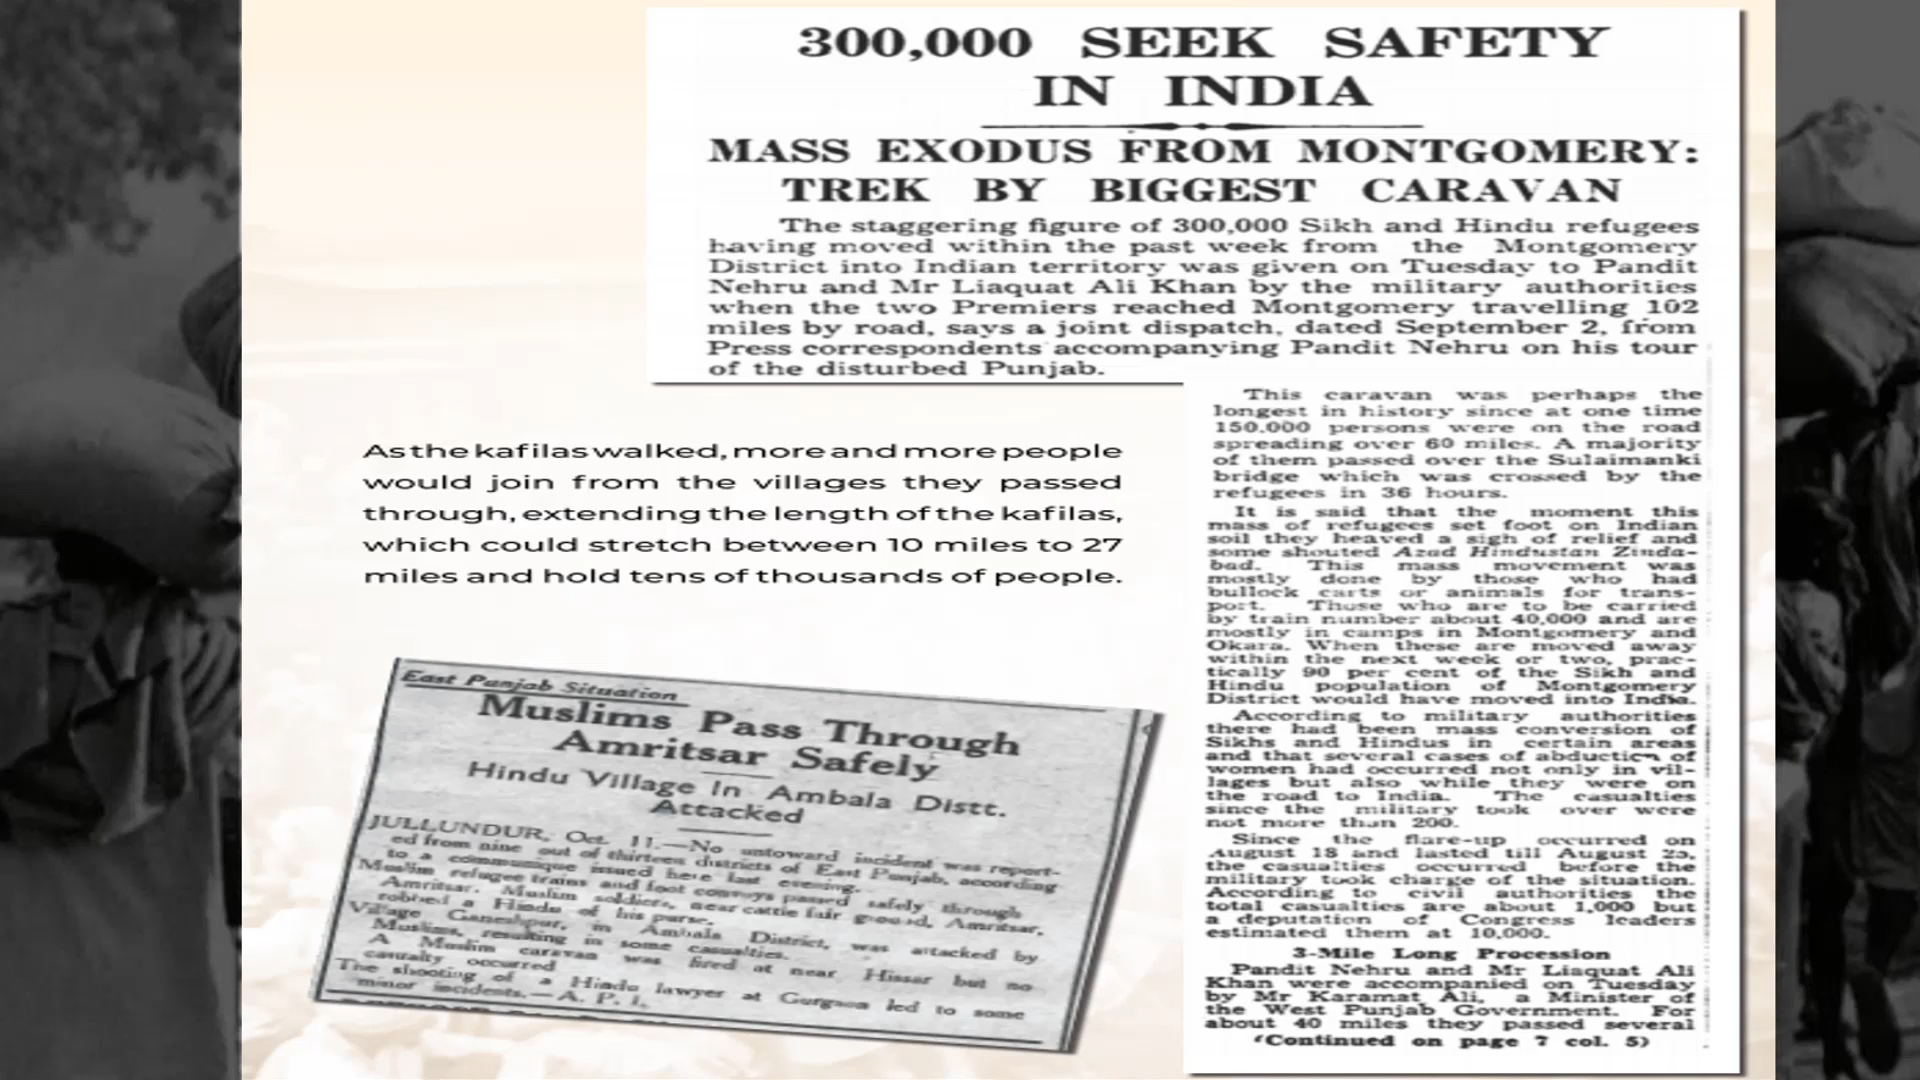 300,000 SEEK SAFETY
IN INDIA
MASS EXODUS FROM MONTGOMERY:
TREK BY BIGGEST CARAVAN
The staggering figure of 300,000 Sikh and Hindu refugees
having moved within the past week from the Montgomery
District into Indian territory was given on Tuesday to Pandit
Nehru and Mr Liaquat Ali Khan by the military authorities
when the two Premiers reached Montgomery travelling 102
miles by road, says a joint dispatch, dated September 2, from
Press correspondents accompanying Pandit Nehru on his tour
of the disturbed Punjab.
This caravan was perhaps the
longest in history since at one time
150,000 persons were on the road
spreading over 60 miles. A majority
of them passed over the Sulaimanki
bridge which was crossed by the
refugees in 36 hours.
It is said that the moment this
mass of refugees set foot on Indian
soil they heaved a sigh of relief and
some shouted Azad Hindustan Zinda-
bad. This mass movement was
mostly done by those who had
bullock carts or animals for trans-
port. Those who are to be carried
by train number about 40,000 and are
mostly in camps in Montgomery and
Okara. When these are moved away
within the next week or two, prac-
tically 90 per cent of the Sikh and
Hindu population of Montgomery
District would have moved into India.
According to military authorities
there had been mass conversion of
Sikhs and Hindus in certain areas
and that several cases of abduction of
women had occurred not only in vil-
lages but also while they were on
the road to India. The casualties
since the military took over were
not more than 200.
Since the flare-up occurred on
August 18 and lasted till August 25,
the casualties occurred before the
military took charge of the situation.
According to civil authorities the
total casualties are about 1,000 but
a deputation of Congress leaders
estimated them at 10,000.
3-Mile Long Procession
Pandit Nehru and Mr Liaquat Ali
Khan were accompanied on Tuesday
by Mr Karamat Ali, a Minister of
the West Punjab Government. For
about 40 miles they passed several
(Continued on page 7 col. 5)
As the kafilas walked, more and more people
would join from the villages they passed
through, extending the length of the kafilas,
which could stretch between 10 miles to 27
miles and hold tens of thousands of people.
East Panjab Situation
Muslims Pass Through
Amritsar Safely
Hindu Village In Ambala Distt.
Attacked
JULLUNDUR, Oct. 11.—No untoward incident was report-
ed from nine out of thirteen districts of East Punjab, according
to a communique issued here last evening.
Muslim refugee trains and foot convoys passed safely through
Amritsar. Muslim soldiers, near cattle fair ground, Amritsar,
robbed a Hindu of his purse.
Village Ganeshpur, in Ambala District, was attacked by
Muslims, resulting in some casualties.
A Muslim caravan was fired at near Hissar but no
casualty occurred
The shooting of a Hindu lawyer at Gurgaon led to some
minor incidents.—A. P. I.